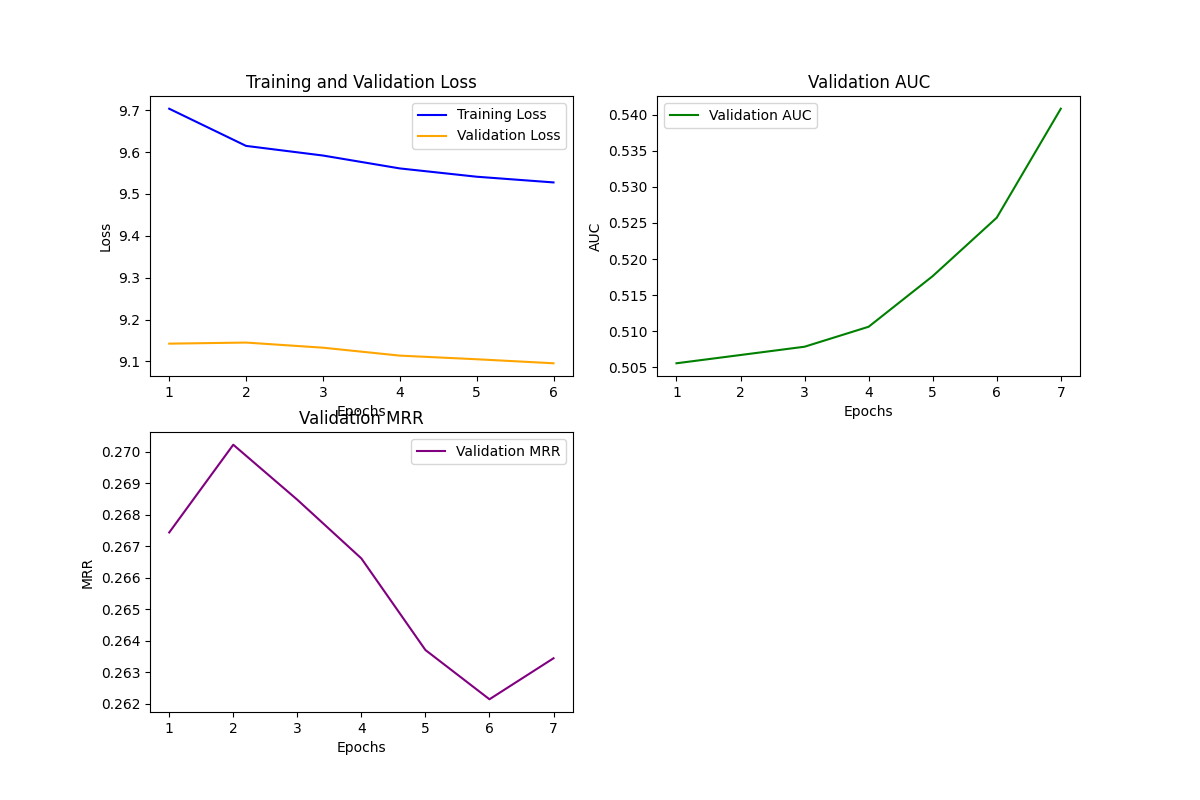 Training and Validation Loss
Training Loss
Validation Loss
9.7
9.6
9.5
9.4
9.3
9.2
9.1
Loss
1 2 3 4 5 6
Epochs
Validation AUC
Validation AUC
0.540
0.535
0.530
0.525
0.520
0.515
0.510
0.505
AUC
1 2 3 4 5 6 7
Epochs
Validation MRR
Validation MRR
0.270
0.269
0.268
0.267
0.266
0.265
0.264
0.263
0.262
MRR
1 2 3 4 5 6 7
Epochs